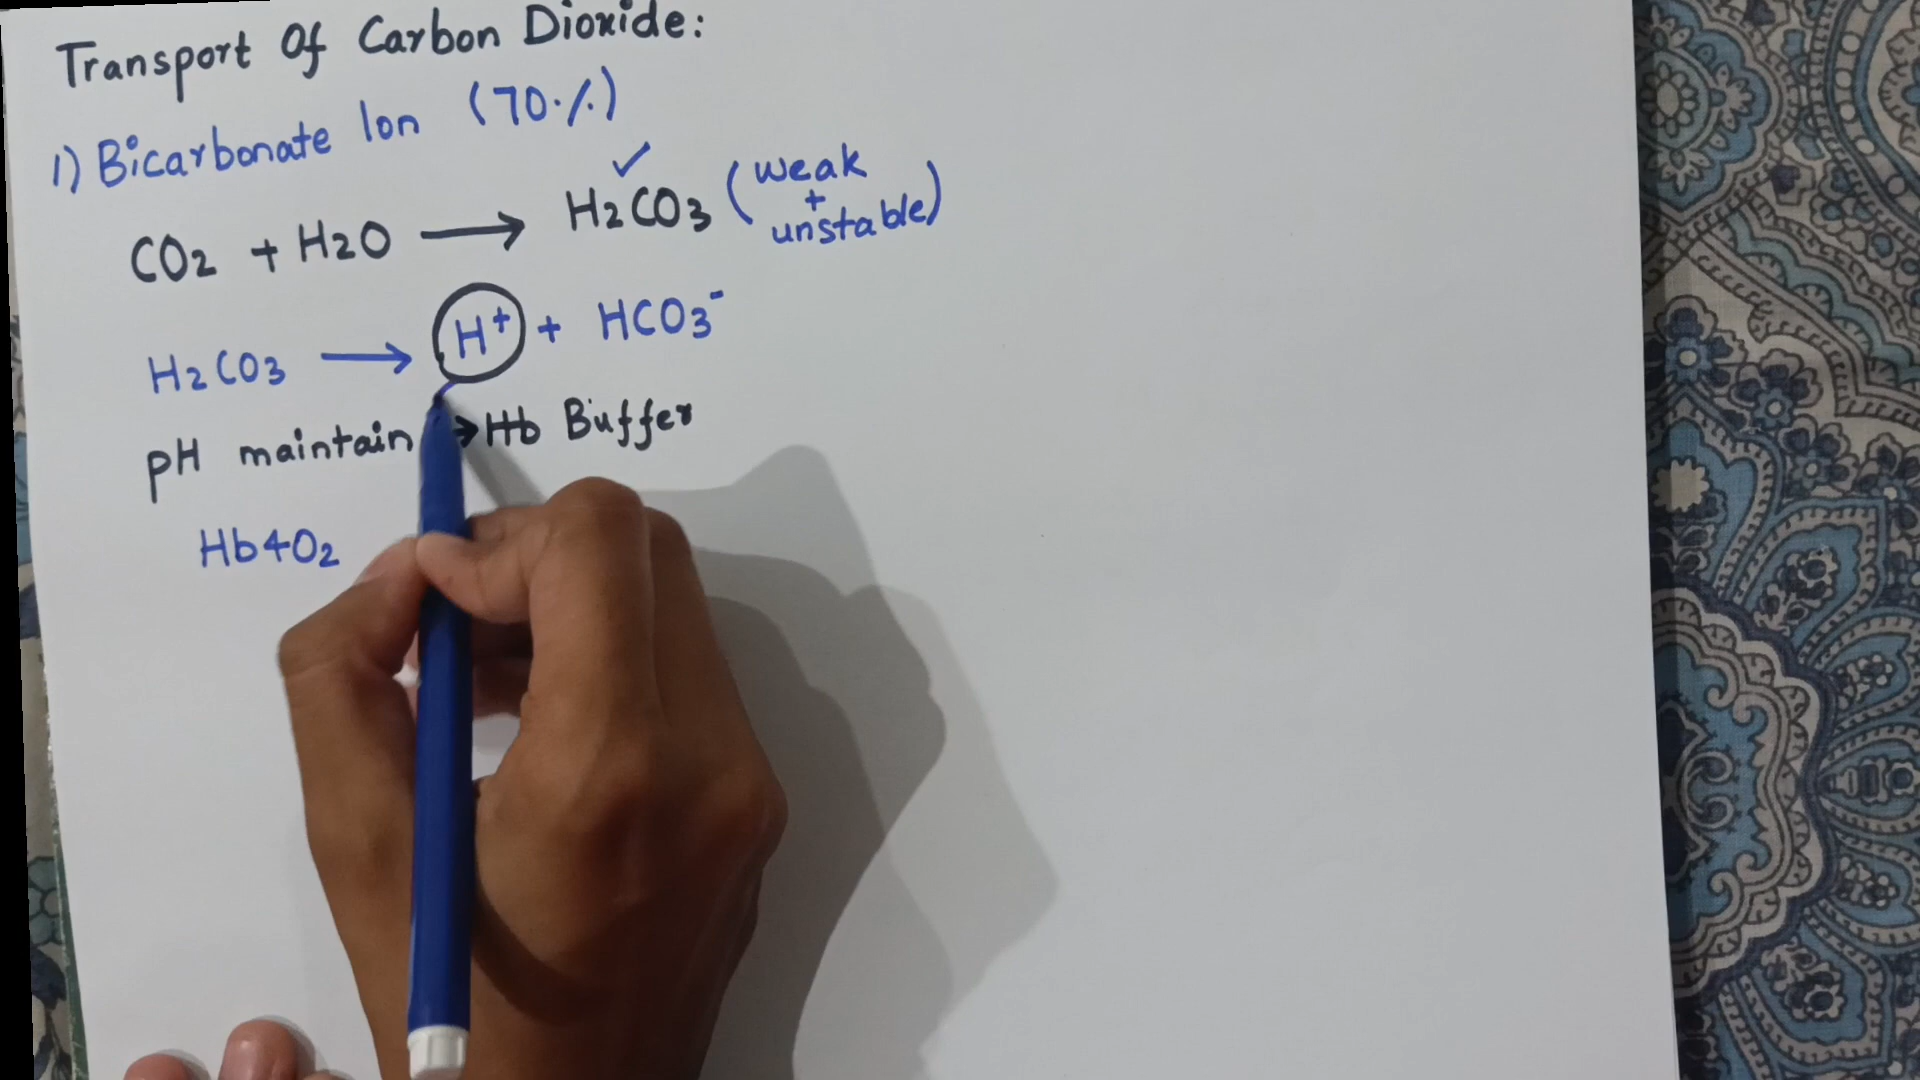 Transport Of Carbon Dioxide:
1) Bicarbonate Ion (70%)
CO2 + H2O → H2CO3 ✓ (weak + unstable)
H2CO3 → H+ + HCO3-
pH maintain → Hb Buffer
Hb4O2